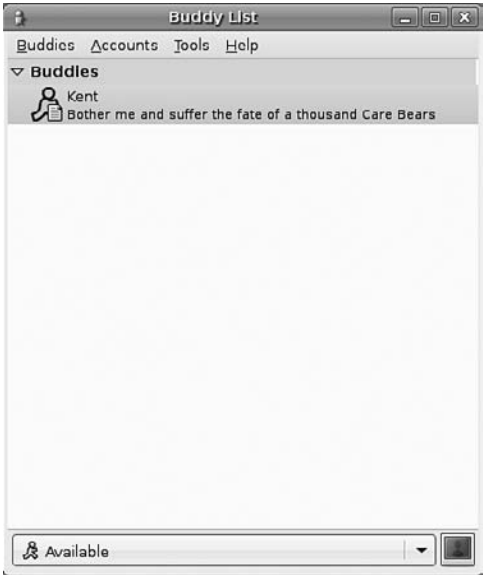 Buddy List
Buddies Accounts Tools Help
Buddies
Kent
Bother me and suffer the fate of a thousand Care Bears
Available